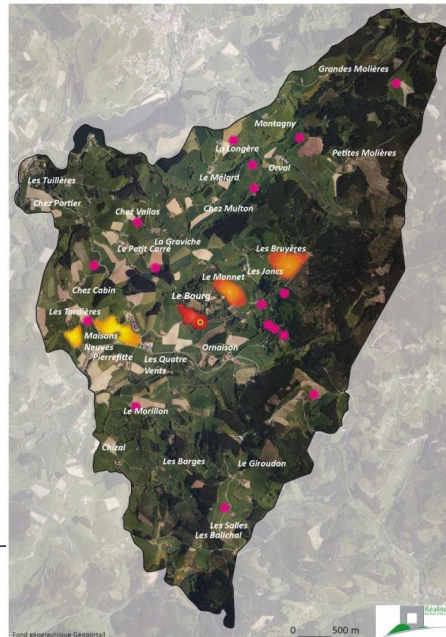 Grandes Molières
Montagny
La Longère
Petites Molières
Orval
Le Mélard
Les Tuillères
Chez Portier
Chez Multon
Chez Vallas
La Graviche
Le Petit Carré
Les Bruyères
Les Joncs
Le Monnet
Chez Cabin
Le Bourg
Les Tardières
Maisons
Neuves
Ornaison
Pierrefitte
Les Quatre
Vents
Le Morillon
Chizal
Les Barges
Le Giroudon
Les Salles
Les Balichal
Fond géographique Géoportail
0 500 m